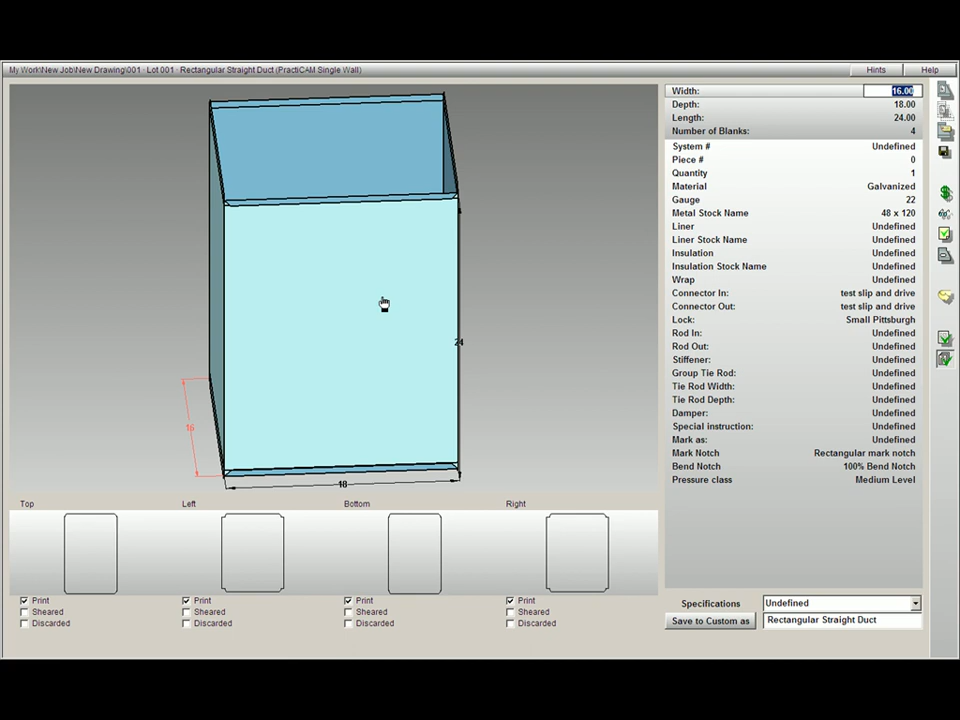 My Work\New Job\New Drawing\001 - Lot 001 - Rectangular Straight Duct (PractiCAM Single Wall)
Hints
Help
Width: 16.00
Depth: 18.00
Length: 24.00
Number of Blanks: 4
System # Undefined
Piece # 0
Quantity 1
Material Galvanized
Gauge 22
Metal Stock Name 48 x 120
Liner Undefined
Liner Stock Name Undefined
Insulation Undefined
Insulation Stock Name Undefined
Wrap Undefined
Connector In: test slip and drive
Connector Out: test slip and drive
Lock: Small Pittsburgh
Rod In: Undefined
Rod Out: Undefined
Stiffener: Undefined
Group Tie Rod: Undefined
Tie Rod Width: Undefined
Tie Rod Depth: Undefined
Damper: Undefined
Special instruction: Undefined
Mark as: Undefined
Mark Notch Rectangular mark notch
Bend Notch 100% Bend Notch
Pressure class Medium Level
24
16
18
Top Left Bottom Right
Print Print Print Print
Sheared Sheared Sheared Sheared
Discarded Discarded Discarded Discarded
Specifications Undefined
Save to Custom as Rectangular Straight Duct